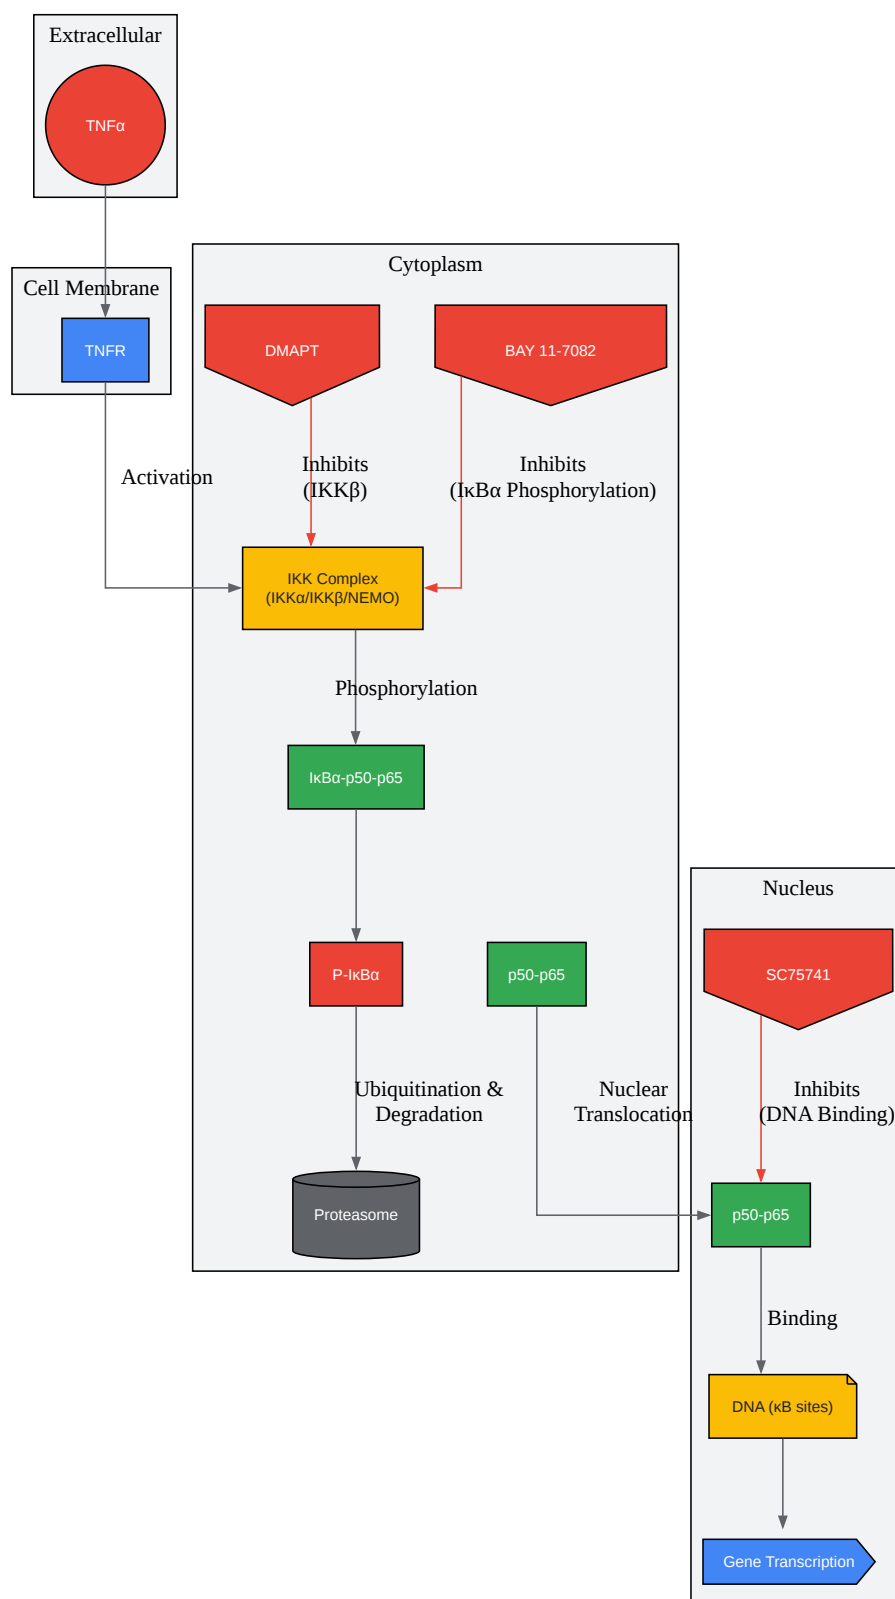 Extracellular
TNFα
Cell Membrane
TNFR
Activation
Cytoplasm
DMAPT
BAY 11-7082
Inhibits
(IKKβ)
Inhibits
(IκBα Phosphorylation)
IKK Complex
(IKKα/IKKβ/NEMO)
Phosphorylation
IκBα-p50-p65
P-IκBα
p50-p65
Ubiquitination &
Degradation
Nuclear
Translocation
Proteasome
Nucleus
SC75741
Inhibits
(DNA Binding)
p50-p65
Binding
DNA (κB sites)
Gene Transcription